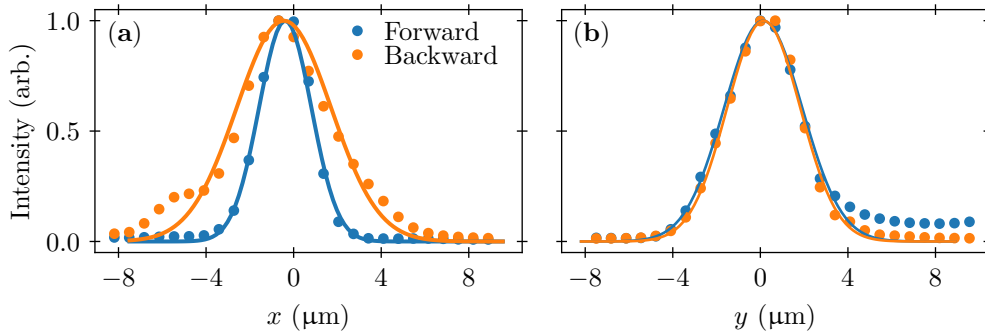 (a)
Forward
Backward
(b)
Intensity (arb.)
1.0
0.5
0.0
−8
−4
0
4
8
−8
−4
0
4
8
x (μm)
y (μm)